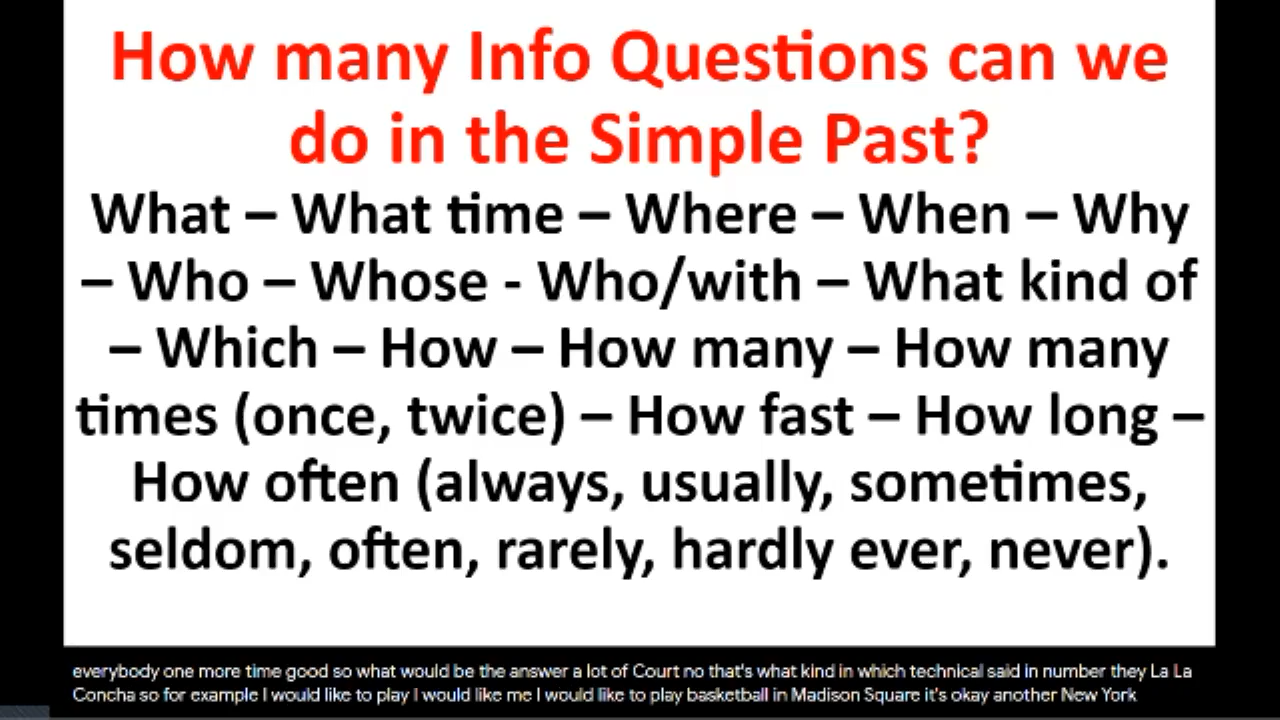 How many Info Questions can we
do in the Simple Past?
What – What time – Where – When – Why
– Who – Whose - Who/with – What kind of
– Which – How – How many – How many
times (once, twice) – How fast – How long –
How often (always, usually, sometimes,
seldom, often, rarely, hardly ever, never).
everybody one more time good so what would be the answer a lot of Court no that's what kind in which technical said in number they La La
Concha so for example I would like to play I would like me I would like to play basketball in Madison Square it's okay another New York